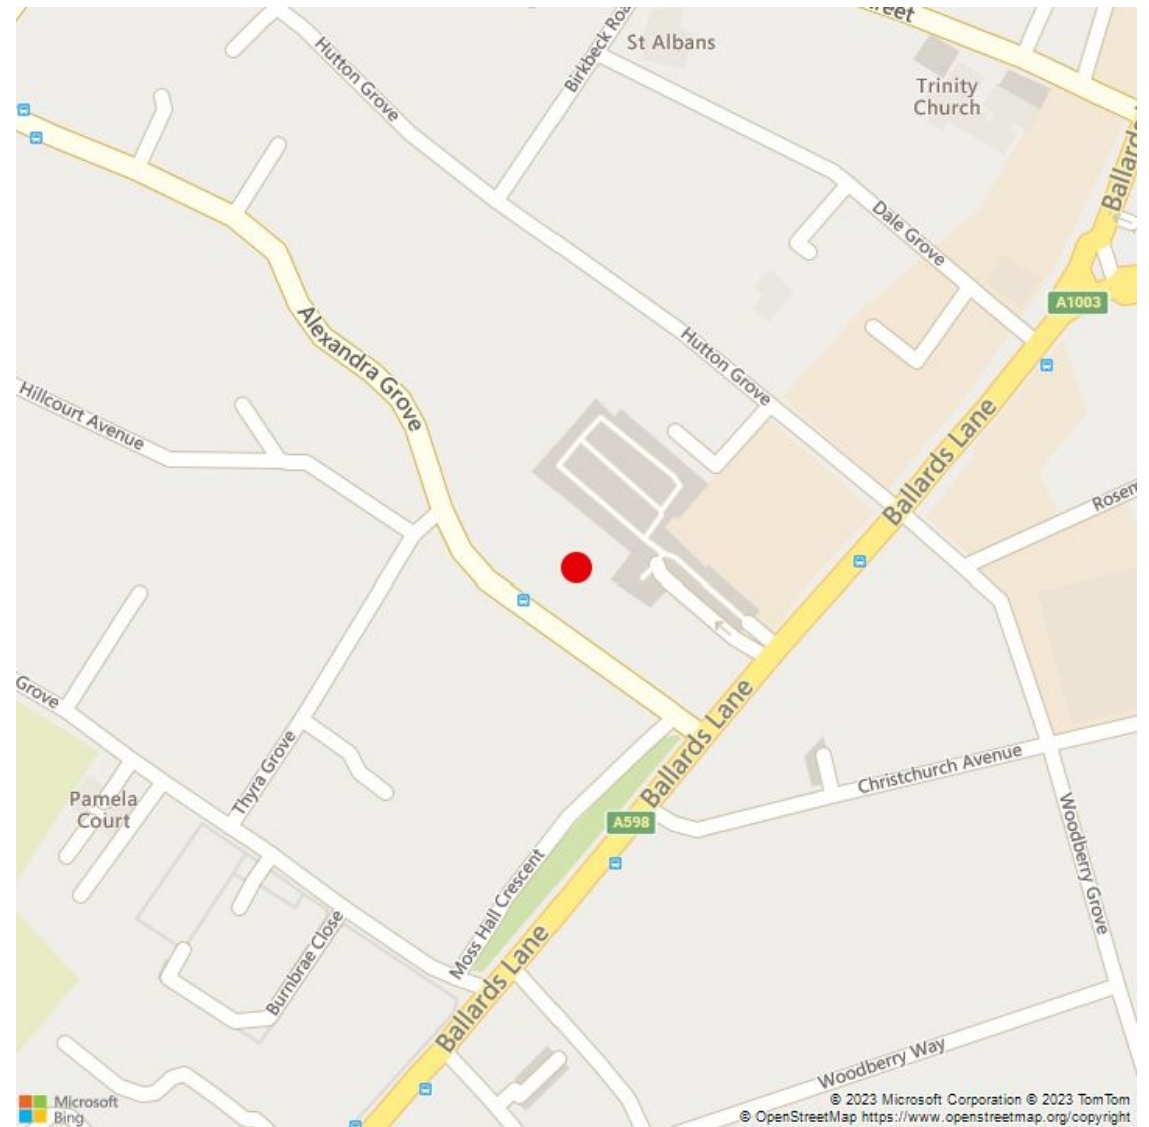 reet
Hutton Grove
Birkbeck Roa
St Albans
Trinity
Church
Ballards
Dale Grove
A1003
Alexandra Grove
Hutton Grove
Hillcourt Avenue
Ballards Lane
Rosem
Grove
Ballards Lane
Thyra Grove
Christchurch Avenue
Pamela
Court
A598
Woodberry Grove
Moss Hall Crescent
Burnbrae Close
Ballards Lane
Woodberry Way
Microsoft
Bing
© 2023 Microsoft Corporation © 2023 TomTom
© OpenStreetMap https://www.openstreetmap.org/copyright